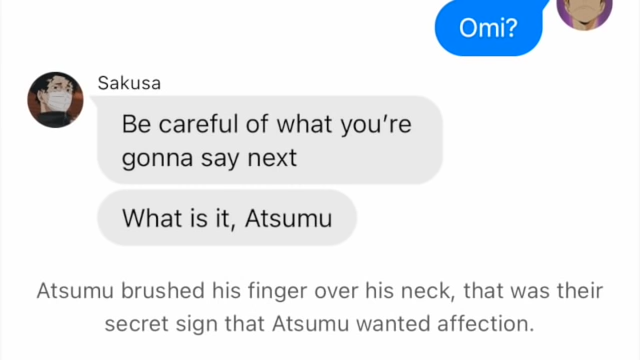 Omi?
Sakusa
Be careful of what you’re
gonna say next
What is it, Atsumu
Atsumu brushed his finger over his neck, that was their
secret sign that Atsumu wanted affection.